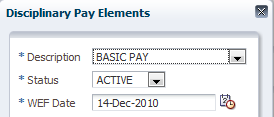 Disciplinary Pay Elements
* Description BASIC PAY
* Status ACTIVE
* WEF Date 14-Dec-2010